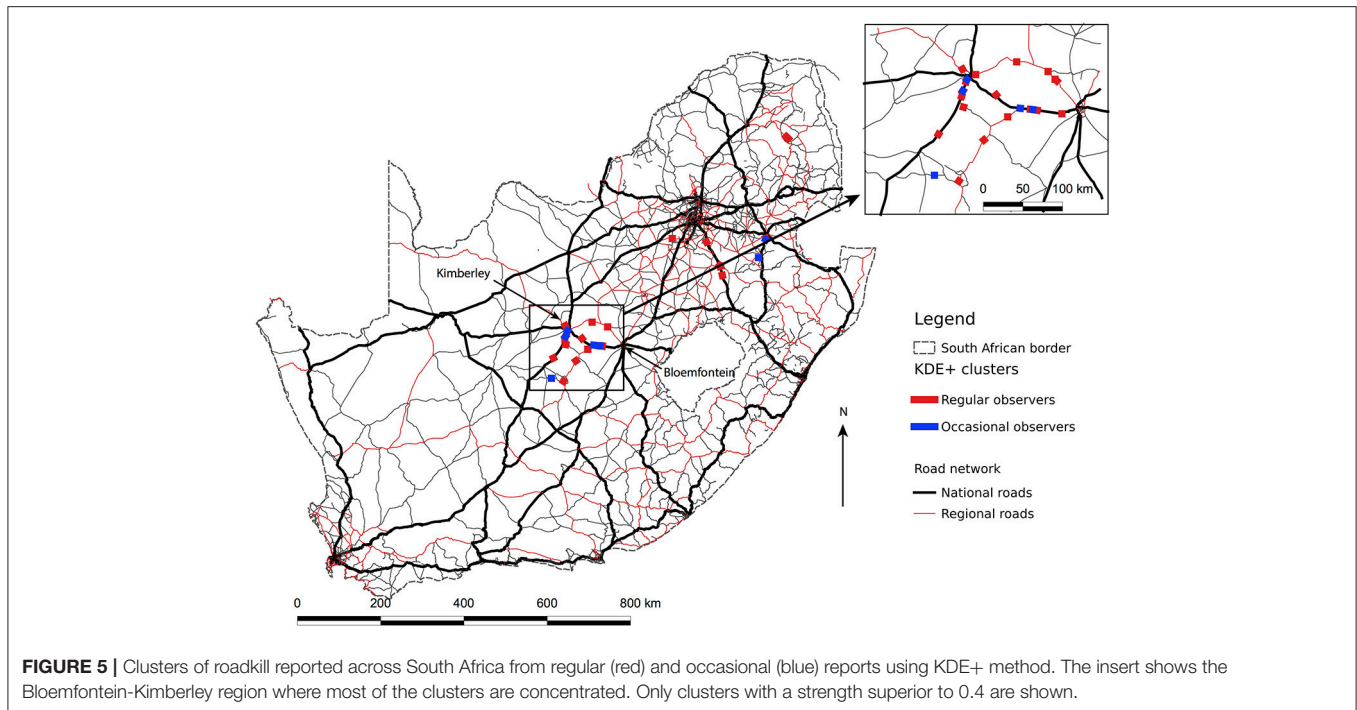 0 50 100 km
Kimberley
Bloemfontein
Legend
South African border
KDE+ clusters
Regular observers
Occasional observers
N
Road network
National roads
Regional roads
0 200 400 600 800 km
FIGURE 5 | Clusters of roadkill reported across South Africa from regular (red) and occasional (blue) reports using KDE+ method. The insert shows the
Bloemfontein-Kimberley region where most of the clusters are concentrated. Only clusters with a strength superior to 0.4 are shown.